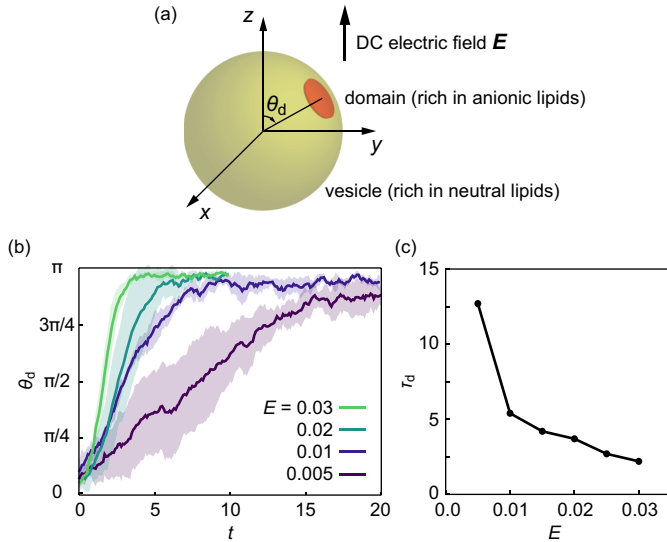 (a)
z
DC electric field E
θd
domain (rich in anionic lipids)
y
x
vesicle (rich in neutral lipids)
(b)
π
3π/4
π/2
π/4
0
θd
0
5
10
15
20
t
E = 0.03
0.02
0.01
0.005
(c)
15
10
5
0
τd
0.0
0.01
0.02
0.03
E